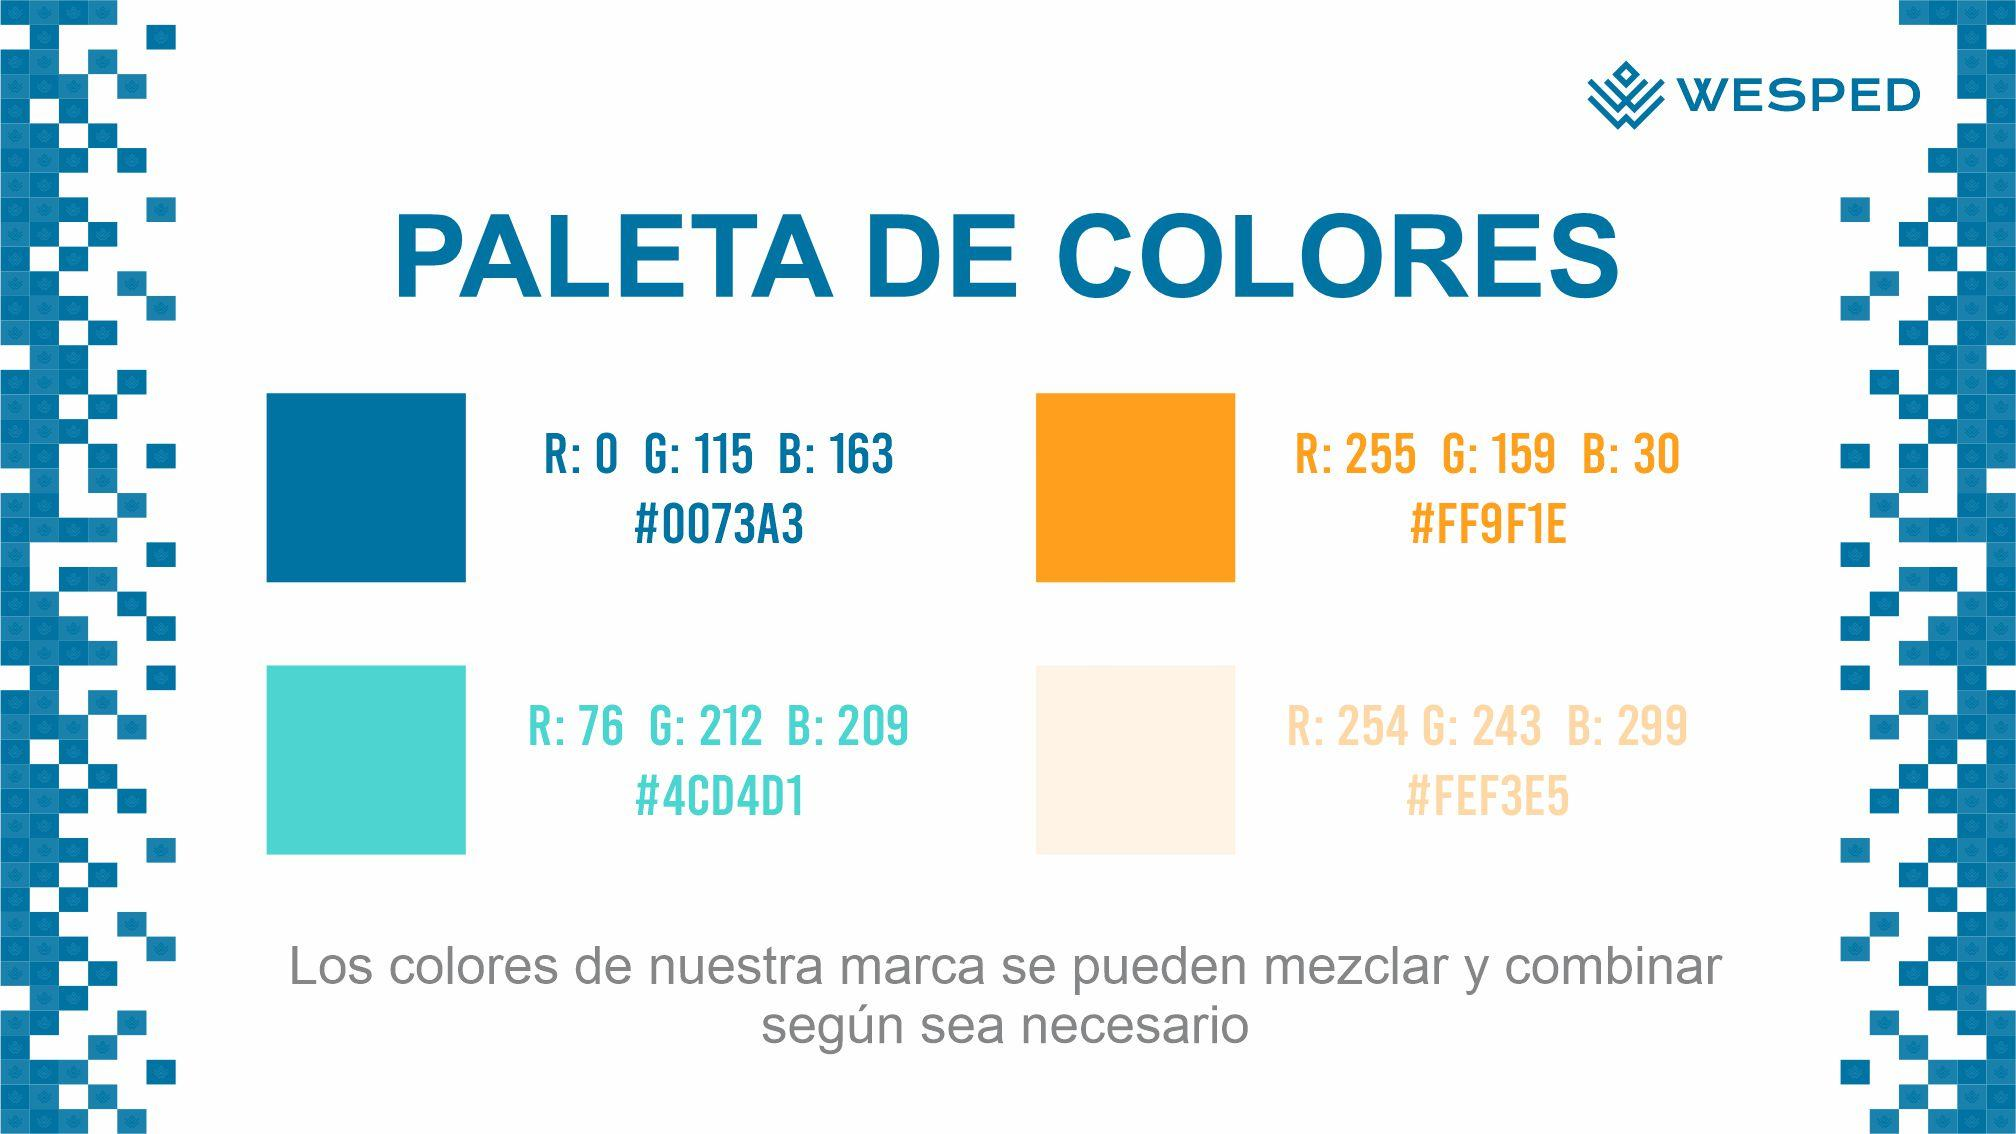 WESPED
PALETA DE COLORES
R: 0 G: 115 B: 163
#0073A3
R: 255 G: 159 B: 30
#FF9F1E
R: 76 G: 212 B: 209
#4CD4D1
R: 254 G: 243 B: 299
#FEF3E5
Los colores de nuestra marca se pueden mezclar y combinar
según sea necesario